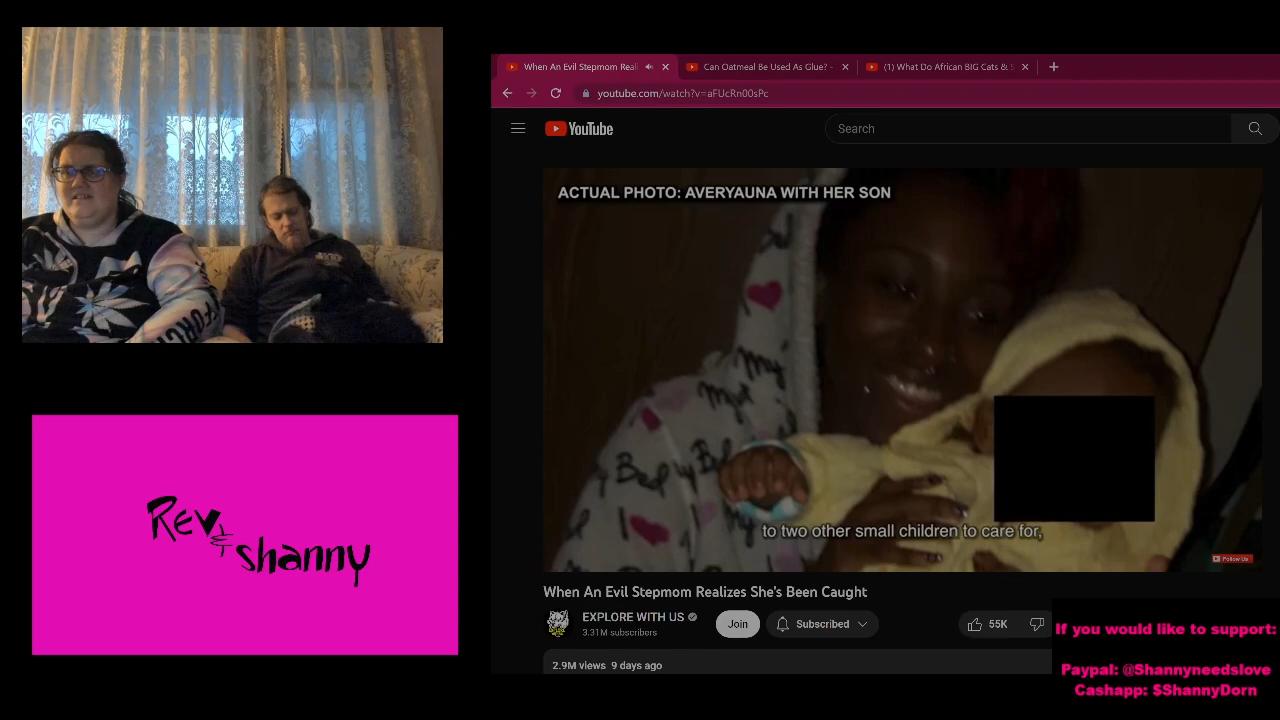 When An Evil Stepmom Reali
Can Oatmeal Be Used As Glue? -
(1) What Do African BIG Cats &
youtube.com/watch?v=aFUcRn00sPc
YouTube
Search
ACTUAL PHOTO: AVERYAUNA WITH HER SON
to two other small children to care for,
Follow Us
When An Evil Stepmom Realizes She's Been Caught
EXPLORE WITH US
3.31M subscribers
Join
Subscribed
55K
2.9M views 9 days ago
Rev
&
shanny
If you would like to support:
Paypal: @Shannyneedslove
Cashapp: $ShannyDorn